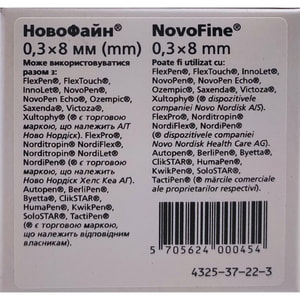 НовоФайн®
0,3×8 мм (mm)
Може використовуватися
разом з:
FlexPen®, FlexTouch®,
InnoLet®, NovoPen®,
NovoPen Echo®, Ozempic®,
Saxenda®, Victoza®,
Xultophy® (® є торговою
маркою, що належить А/Т
Ново Нордіск). FlexPro®,
Norditropin® NordiFlex®,
Norditropin® NordiLet®
NordiPen® (® є торговою
маркою, що належить
Ново Нордіск Хелс Кеа АГ).
Autopen®, BerliPen®,
Byetta®, ClikSTAR®,
HumaPen®, KwikPen®,
SoloSTAR®, TactiPen®
(® є торговою маркою, що
належить відповідним
власникам).
NovoFine®
0,3×8 mm
Poate fi utilizat cu:
FlexPen®, FlexTouch®, InnoLet®,
NovoPen®, NovoPen Echo®,
Ozempic®, Saxenda®, Victoza®,
Xultophy® (® dispozitivele
companiei Novo Nordisk A/S).
FlexPro®, Norditropin®
NordiFlex®, NordiPen®
(® dispozitivele companiei
Novo Nordisk Health Care AG).
Autopen®, BerliPen®, Byetta®,
ClikSTAR®, HumaPen®,
KwikPen®, SoloSTAR®,
TactiPen® (® mărcile comerciale
ale proprietarilor respectivi).
5 705624 000454
4325-37-22-3